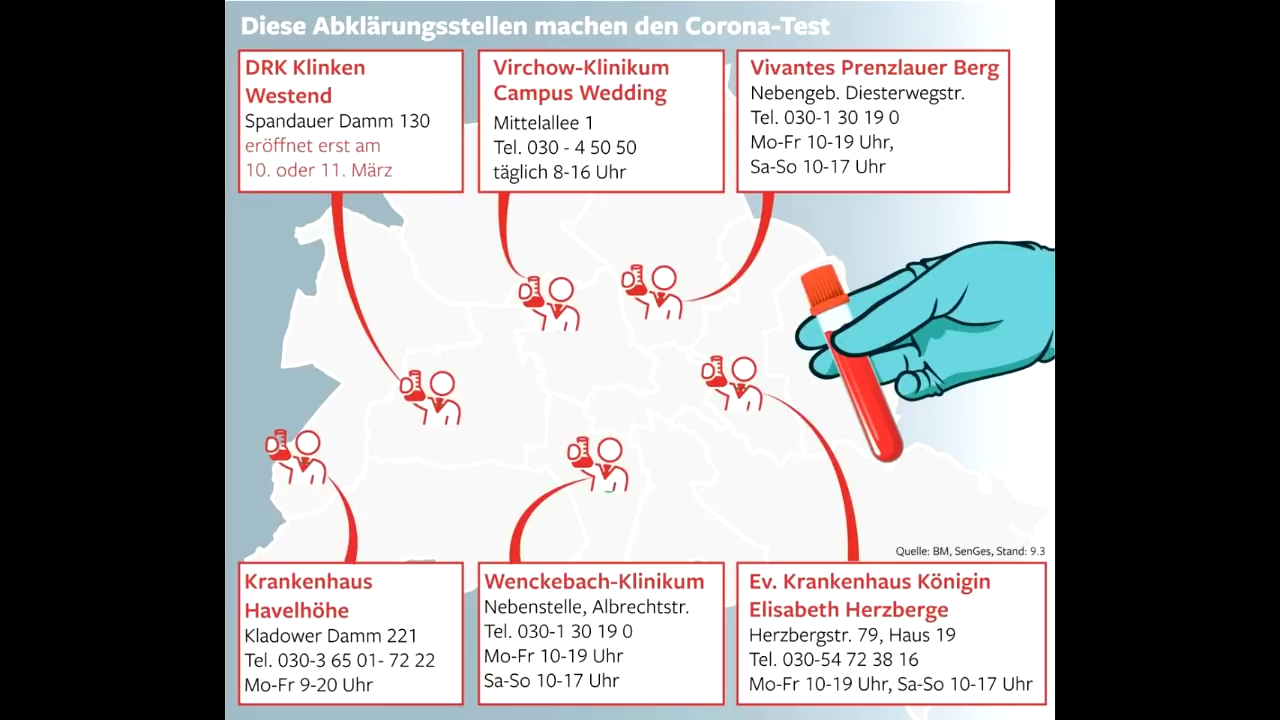 Diese Abklärungsstellen machen den Corona-Test
DRK Klinken
Westend
Spandauer Damm 130
eröffnet erst am
10. oder 11. März
Virchow-Klinikum
Campus Wedding
Mittelallee 1
Tel. 030 - 4 50 50
täglich 8-16 Uhr
Vivantes Prenzlauer Berg
Nebengeb. Diesterwegstr.
Tel. 030-1 30 19 0
Mo-Fr 10-19 Uhr,
Sa-So 10-17 Uhr
Quelle: BM, SenGes, Stand: 9.3
Krankenhaus
Havelhöhe
Kladower Damm 221
Tel. 030-3 65 01- 72 22
Mo-Fr 9-20 Uhr
Wenckebach-Klinikum
Nebenstelle, Albrechtstr.
Tel. 030-1 30 19 0
Mo-Fr 10-19 Uhr
Sa-So 10-17 Uhr
Ev. Krankenhaus Königin
Elisabeth Herzberge
Herzbergstr. 79, Haus 19
Tel. 030-54 72 38 16
Mo-Fr 10-19 Uhr, Sa-So 10-17 Uhr